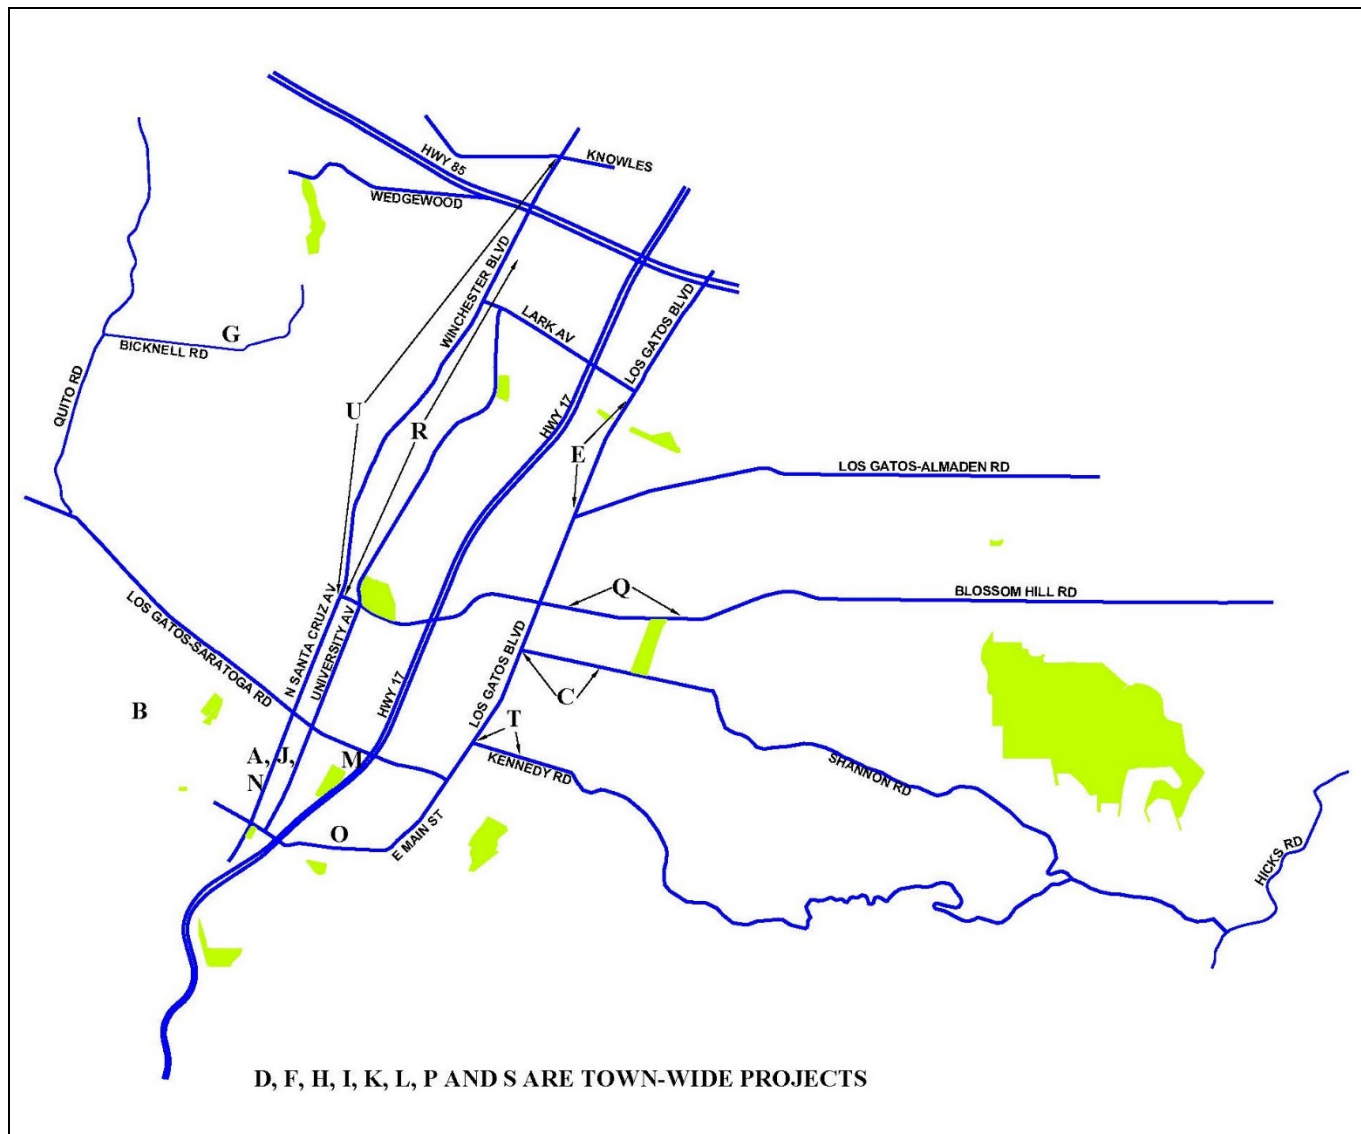 KNOWLES
HWY 85
WEDGEWOOD
WINCHESTER BLVD
LOS GATOS BLVD
LARK AV
G
BICKNELL RD
QUITO RD
U
R
HWY 17
E
LOS GATOS-ALMADEN RD
Q
BLOSSOM HILL RD
N SANTA CRUZ AV
UNIVERSITY AV
LOS GATOS-SARATOGA RD
HWY 17
LOS GATOS BLVD
C
B
T
A, J,
N
M
KENNEDY RD
SHANNON RD
O
E MAIN ST
HICKS RD
D, F, H, I, K, L, P AND S ARE TOWN-WIDE PROJECTS